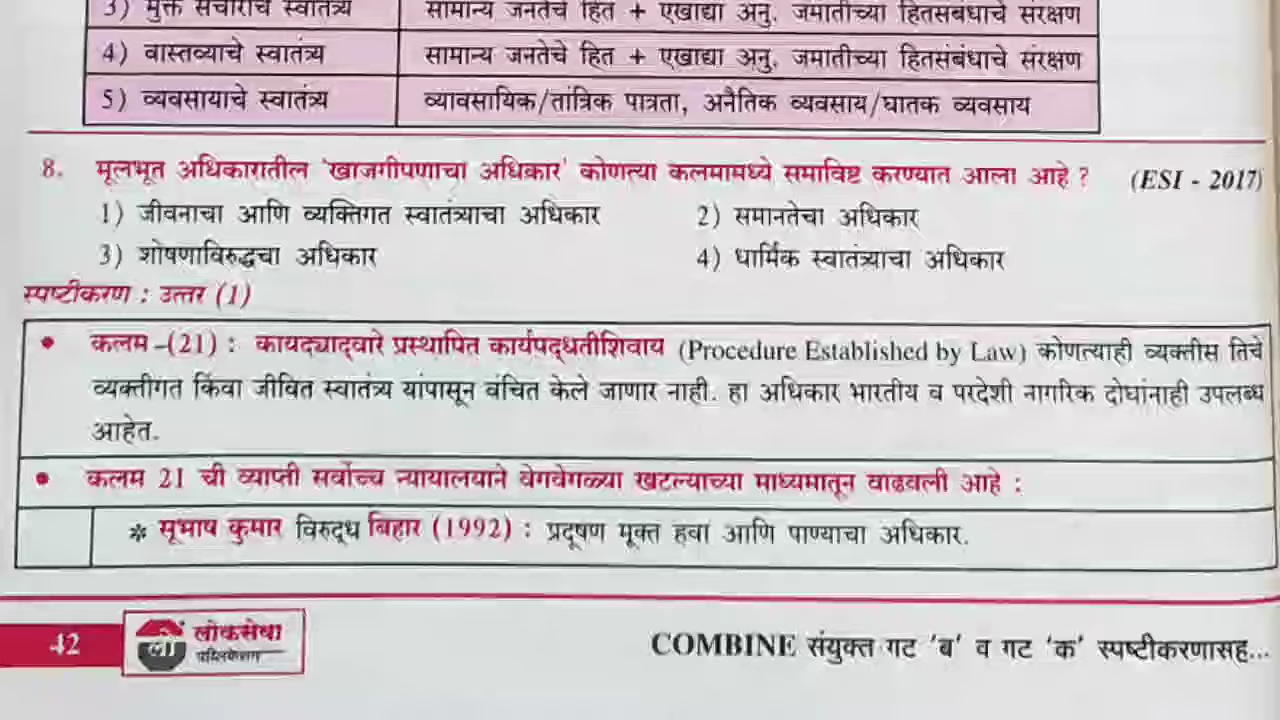 3) मुक्त संचाराचे स्वातंत्र्य सामान्य जनतेचे हित + एखाद्या अनु. जमातीच्या हितसंबंधाचे संरक्षण
4) वास्तव्याचे स्वातंत्र्य सामान्य जनतेचे हित + एखाद्या अनु. जमातीच्या हितसंबंधाचे संरक्षण
5) व्यवसायाचे स्वातंत्र्य व्यावसायिक/तांत्रिक पात्रता, अनैतिक व्यवसाय/घातक व्यवसाय
8. मूलभूत अधिकारातील 'खाजगीपणाचा अधिकार' कोणत्या कलमामध्ये समाविष्ट करण्यात आला आहे ? (ESI - 2017)
1) जीवनाचा आणि व्यक्तिगत स्वातंत्र्याचा अधिकार 2) समानतेचा अधिकार
3) शोषणाविरुद्धचा अधिकार 4) धार्मिक स्वातंत्र्याचा अधिकार
स्पष्टीकरण : उत्तर (1)
• कलम -(21) : कायद्याद्वारे प्रस्थापित कार्यपद्धतीशिवाय (Procedure Established by Law) कोणत्याही व्यक्तीस तिचे
व्यक्तीगत किंवा जीवित स्वातंत्र्य यांपासून वंचित केले जाणार नाही. हा अधिकार भारतीय व परदेशी नागरिक दोघांनाही उपलब्ध
आहेत.
• कलम 21 ची व्याप्ती सर्वोच्च न्यायालयाने वेगवेगळ्या खटल्याच्या माध्यमातून वाढवली आहे :
* सूभाष कुमार विरुद्ध बिहार (1992) : प्रदूषण मूक्त हवा आणि पाण्याचा अधिकार.
42 लो लोकसेवा
पब्लिकेशन
COMBINE संयुक्त गट 'ब' व गट 'क' स्पष्टीकरणासह...